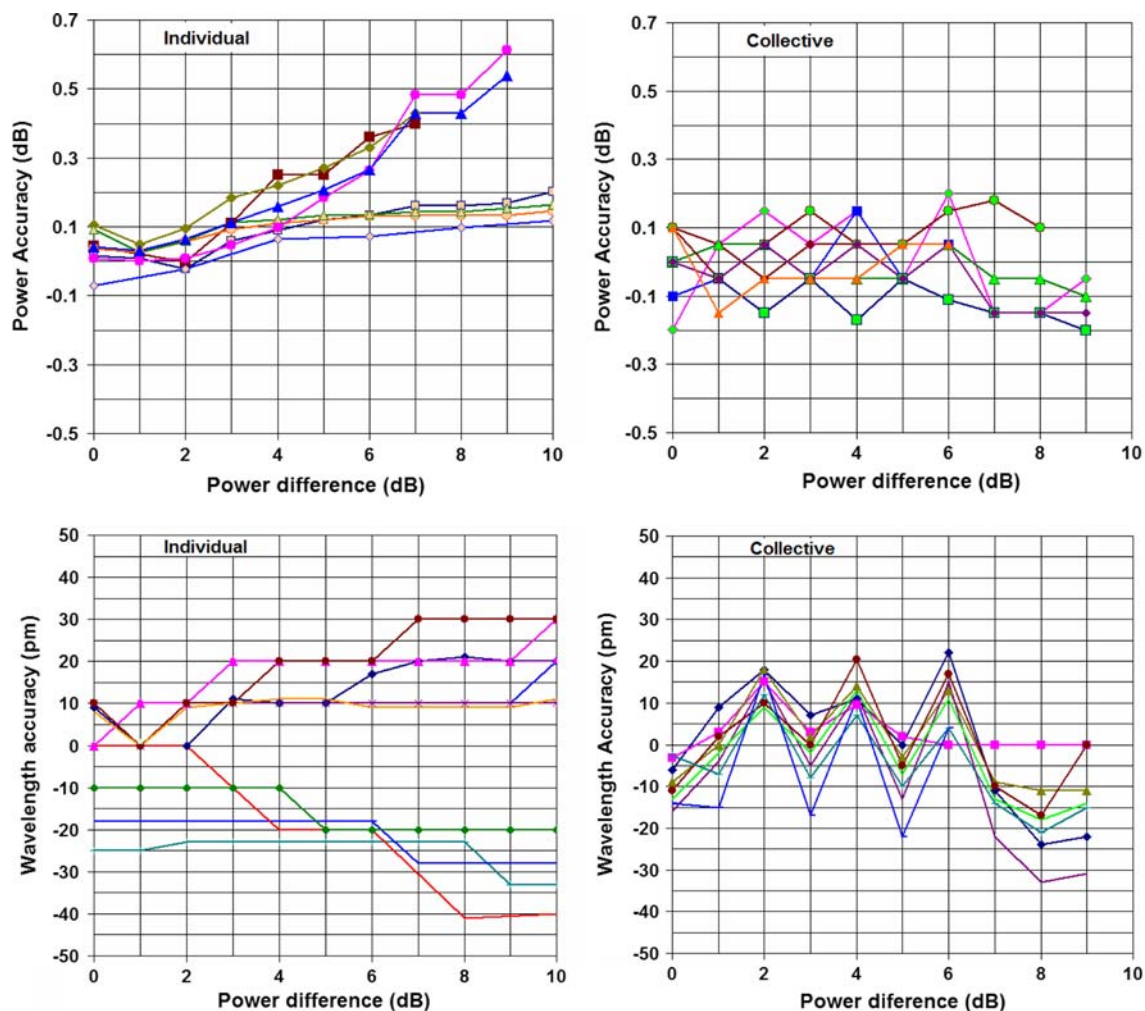 0.7
Individual
0.5
0.3
0.1
-0.1
-0.3
-0.5
Power Accuracy (dB)
0 2 4 6 8 10
Power difference (dB)
0.7
Collective
0.5
0.3
0.1
-0.1
-0.3
-0.5
Power Accuracy (dB)
0 2 4 6 8 10
Power difference (dB)
50
Individual
40
30
20
10
0
-10
-20
-30
-40
-50
Wavelength accuracy (pm)
0 2 4 6 8 10
Power difference (dB)
50
Collective
40
30
20
10
0
-10
-20
-30
-40
-50
Wavelength Accuracy (pm)
0 2 4 6 8 10
Power diference (dB)